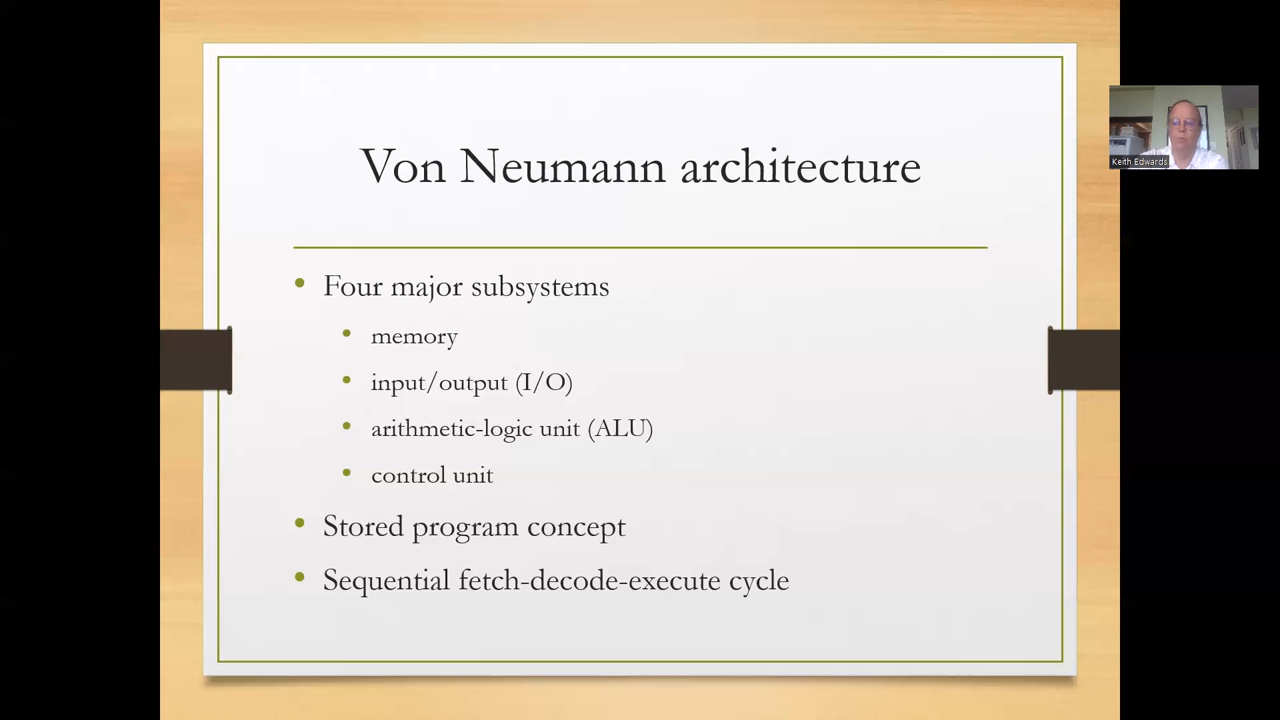 Von Neumann architecture
Keith Edwards
• Four major subsystems
• memory
• input/output (I/O)
• arithmetic-logic unit (ALU)
• control unit
• Stored program concept
• Sequential fetch-decode-execute cycle